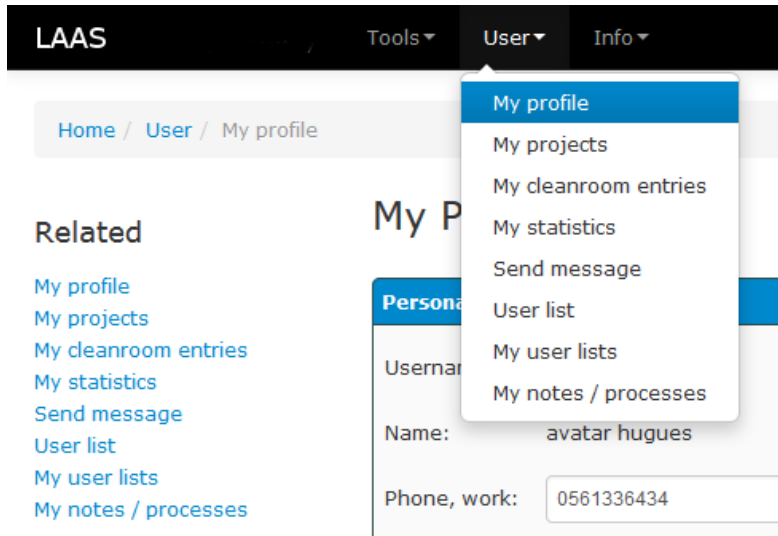 LAAS Tools User Info
Home / User / My profile
My profile
My projects
My cleanroom entries
My statistics
Send message
User list
My user lists
My notes / processes
Related
My profile
My projects
My cleanroom entries
My statistics
Send message
User list
My user lists
My notes / processes
My P
Persona
Usernar
Name: avatar hugues
Phone, work: 0561336434